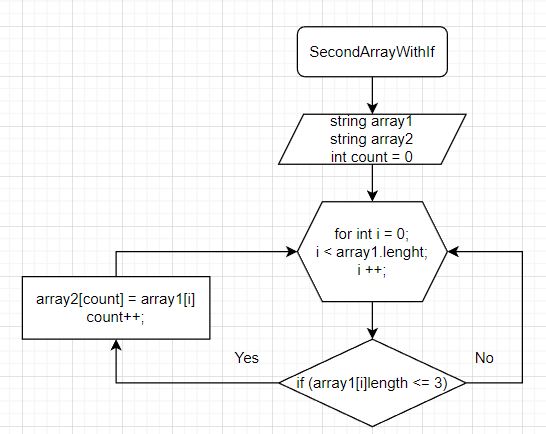 SecondArrayWithIf
string array1
string array2
int count = 0
for int i = 0;
i < array1.lenght;
i ++;
array2[count] = array1[i]
count++;
Yes
No
if (array1[i]length <= 3)